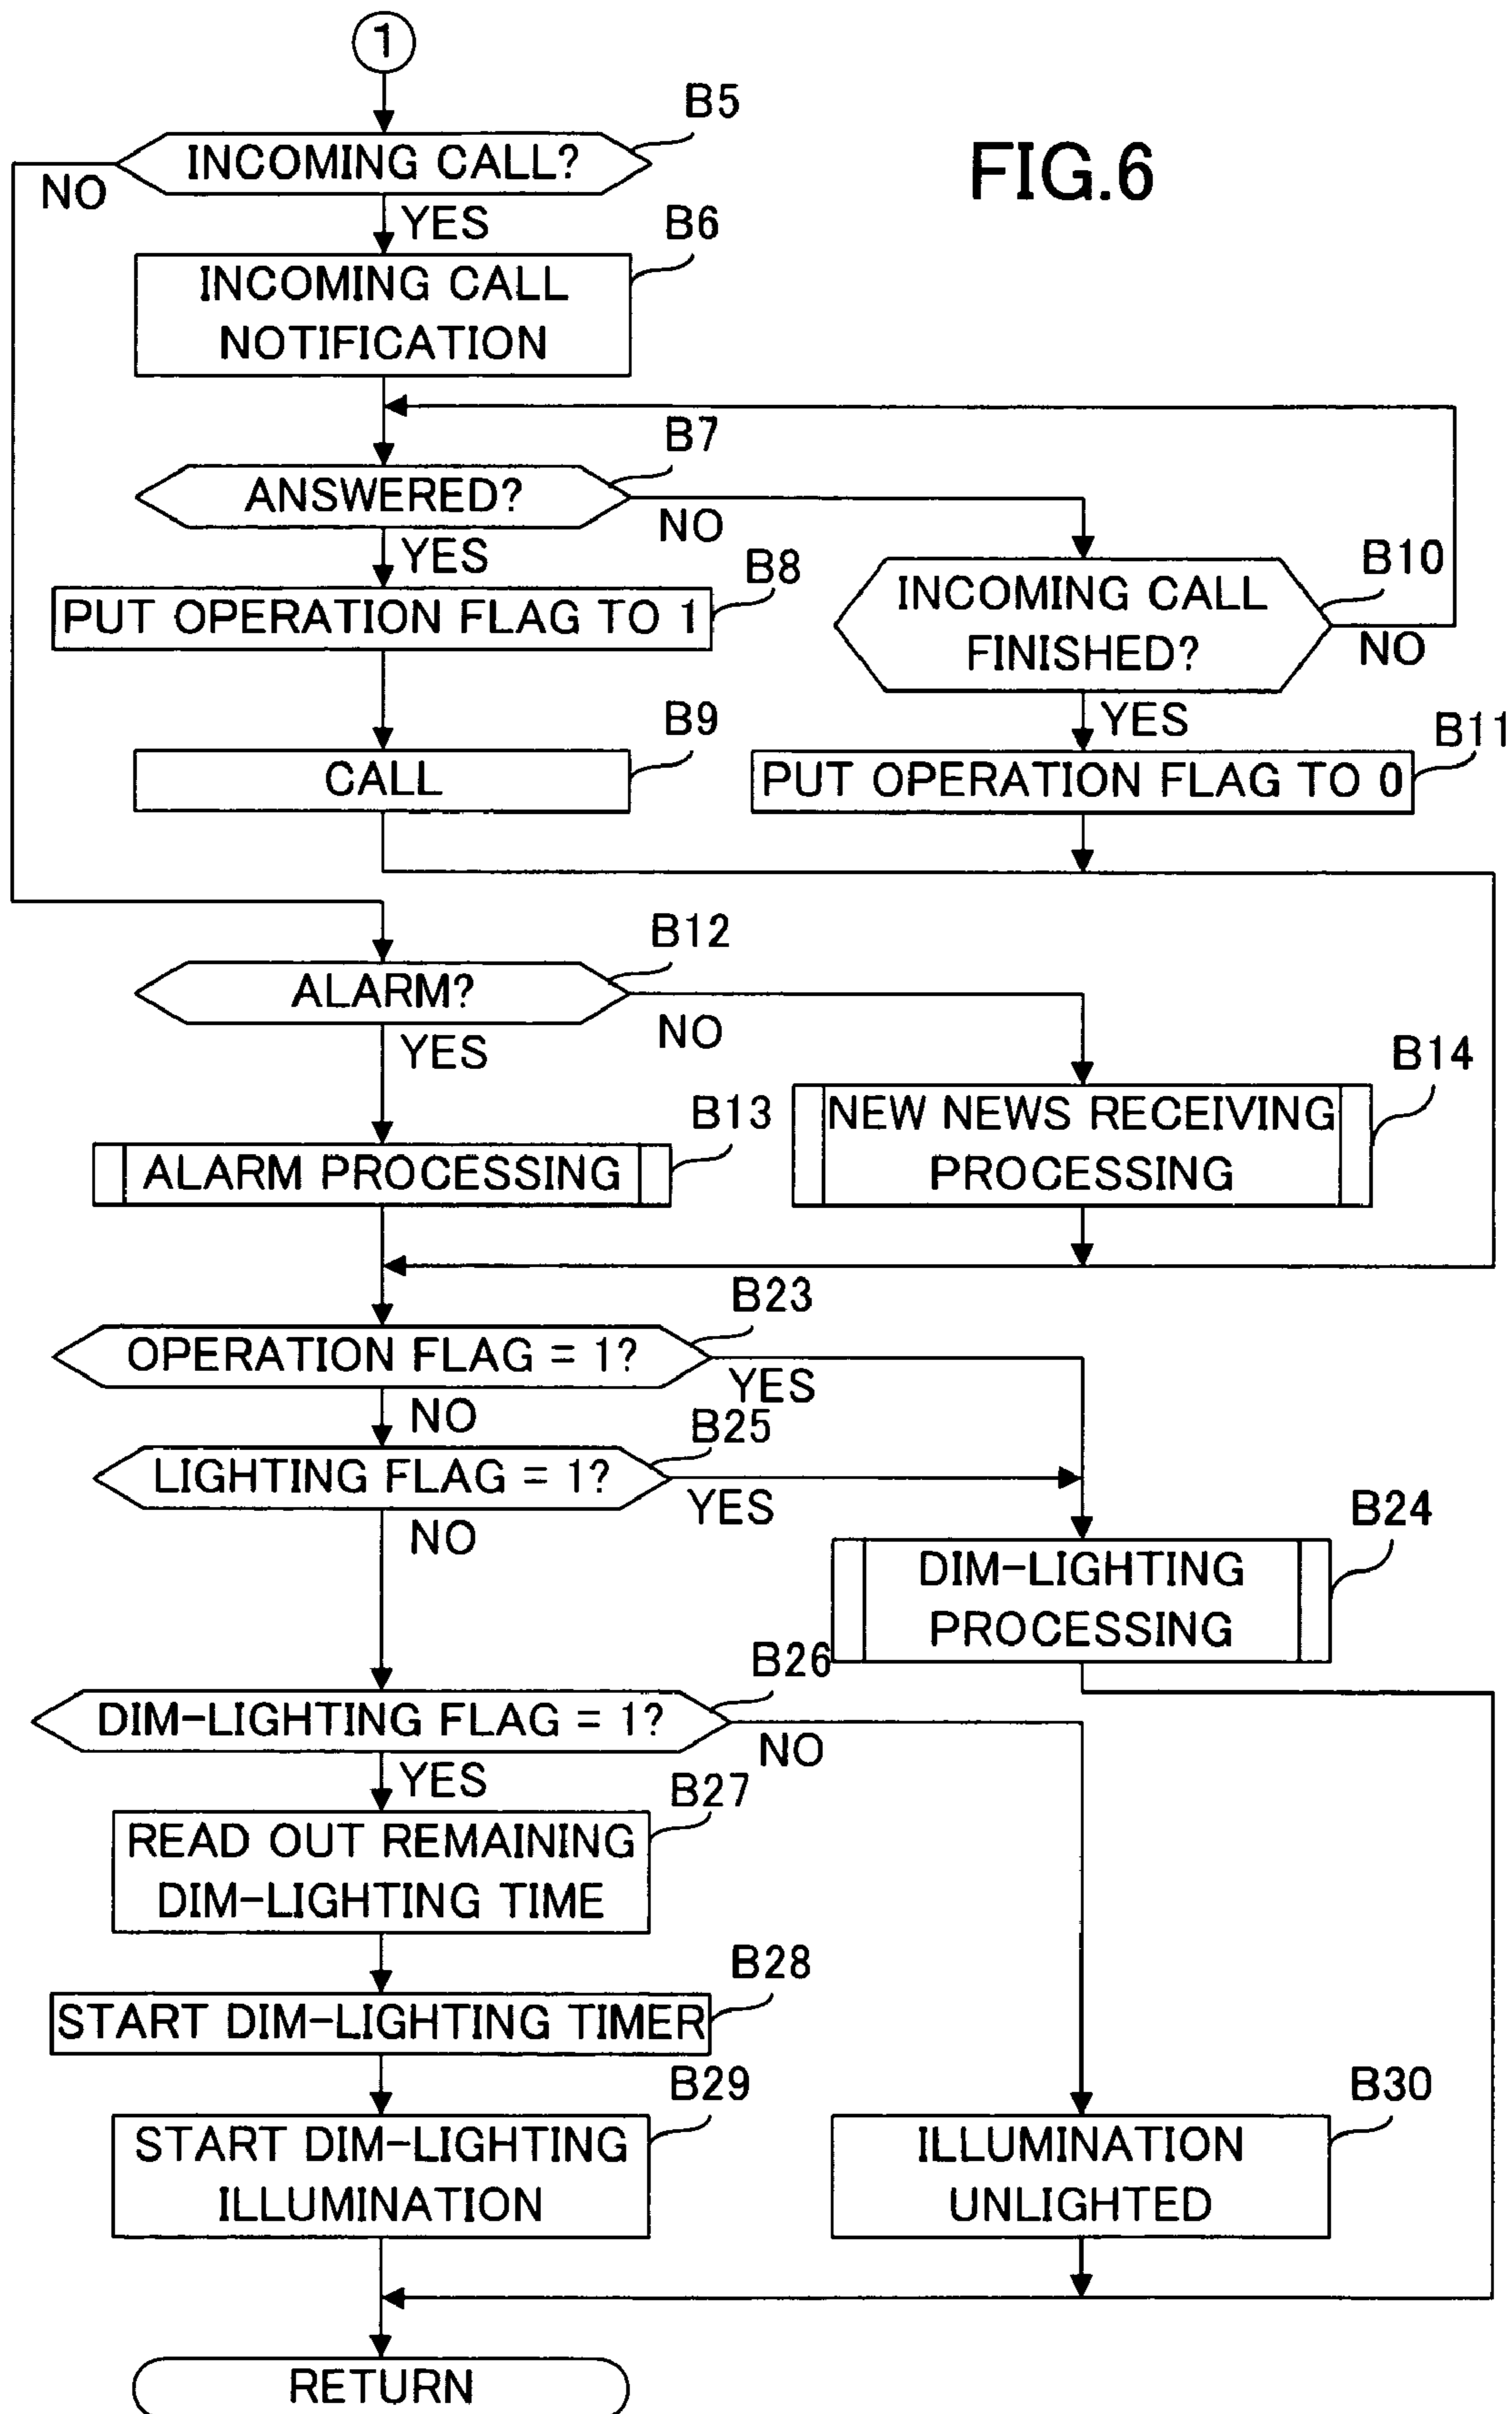 1
B5
INCOMING CALL?
FIG.6
NO
YES
B6
INCOMING CALL
NOTIFICATION
B7
ANSWERED?
NO
YES
B8
PUT OPERATION FLAG TO 1
B10
INCOMING CALL
FINISHED?
NO
YES
B9
CALL
B11
PUT OPERATION FLAG TO 0
B12
ALARM?
NO
YES
B14
NEW NEWS RECEIVING
PROCESSING
B13
ALARM PROCESSING
B23
OPERATION FLAG = 1?
YES
NO
B25
LIGHTING FLAG = 1?
YES
NO
B24
DIM-LIGHTING
PROCESSING
B26
DIM-LIGHTING FLAG = 1?
NO
YES
B27
READ OUT REMAINING
DIM-LIGHTING TIME
B28
START DIM-LIGHTING TIMER
B29
START DIM-LIGHTING
ILLUMINATION
B30
ILLUMINATION
UNLIGHTED
RETURN